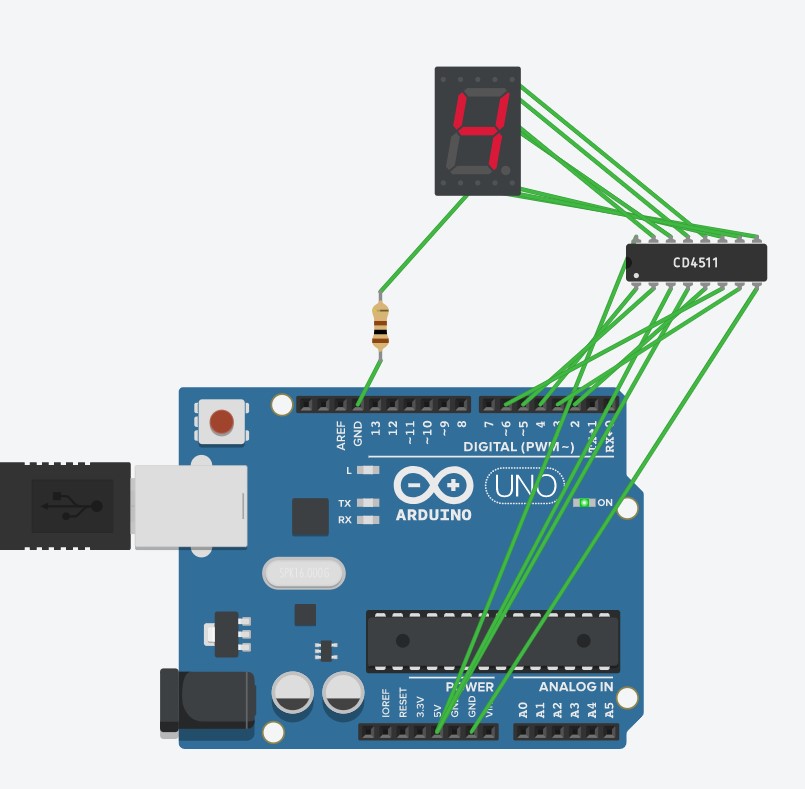 4
CD4511
AREF
GND
13
12
~11
~10
~9
8
7
~6
~5
4
~3
2
TX→1
RX←0
DIGITAL (PWM~)
L
TX
RX
ARDUINO
UNO
ON
SPK16.000G
POWER
ANALOG IN
IOREF
RESET
3.3V
5V
GND
GND
VIN
A0
A1
A2
A3
A4
A5